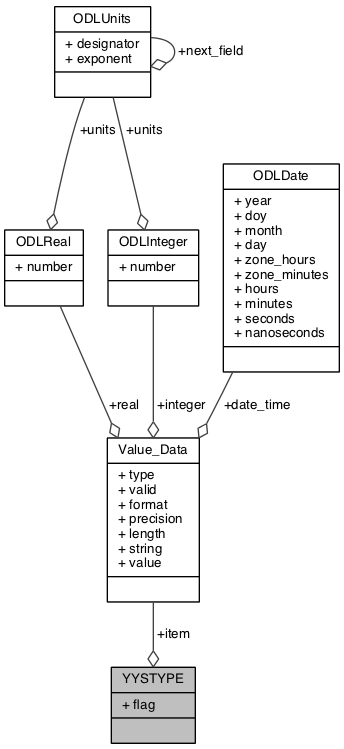 ODLUnits
+ designator
+ exponent
+next_field
+units
+units
ODLReal
+ number
ODLInteger
+ number
ODLDate
+ year
+ doy
+ month
+ day
+ zone_hours
+ zone_minutes
+ hours
+ minutes
+ seconds
+ nanoseconds
+real
+integer
+date_time
Value_Data
+ type
+ valid
+ format
+ precision
+ length
+ string
+ value
+item
YYSTYPE
+ flag